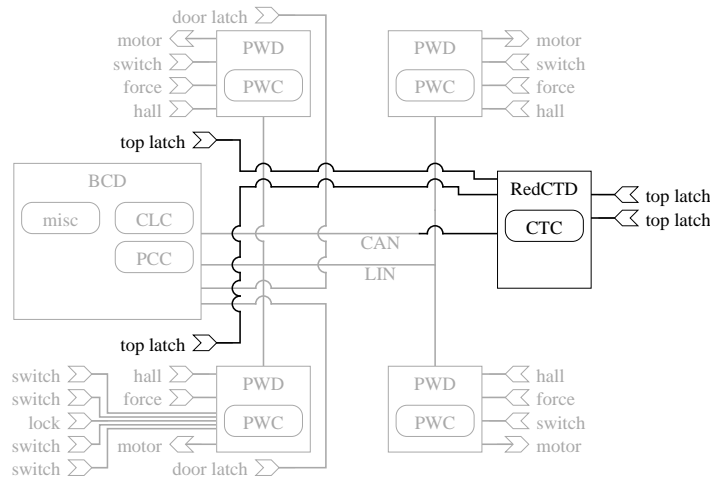 door latch
motor PWD PWD motor
switch switch
force PWC PWC force
hall hall
top latch
BCD RedCTD top latch
misc CLC CTC top latch
CAN
PCC
LIN
top latch
switch hall PWD PWD hall
switch force force
lock PWC PWC switch
switch motor motor
switch door latch